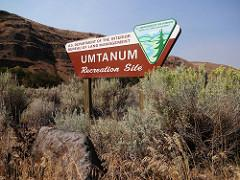 U.S. DEPARTMENT OF THE INTERIOR
BUREAU OF LAND MANAGEMENT
UMTANUM
Recreation Site